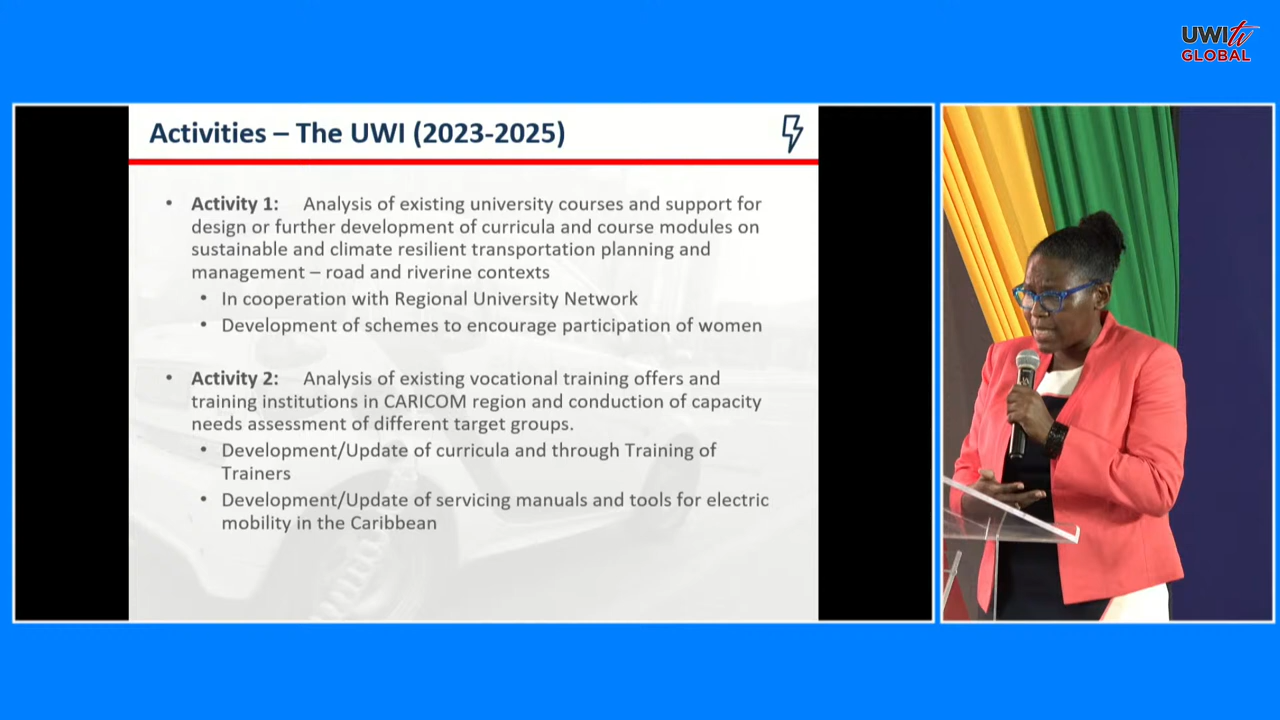 UWItv
GLOBAL
Activities – The UWI (2023-2025)
• Activity 1: Analysis of existing university courses and support for
design or further development of curricula and course modules on
sustainable and climate resilient transportation planning and
management – road and riverine contexts
• In cooperation with Regional University Network
• Development of schemes to encourage participation of women
• Activity 2: Analysis of existing vocational training offers and
training institutions in CARICOM region and conduction of capacity
needs assessment of different target groups.
• Development/Update of curricula and through Training of
Trainers
• Development/Update of servicing manuals and tools for electric
mobility in the Caribbean